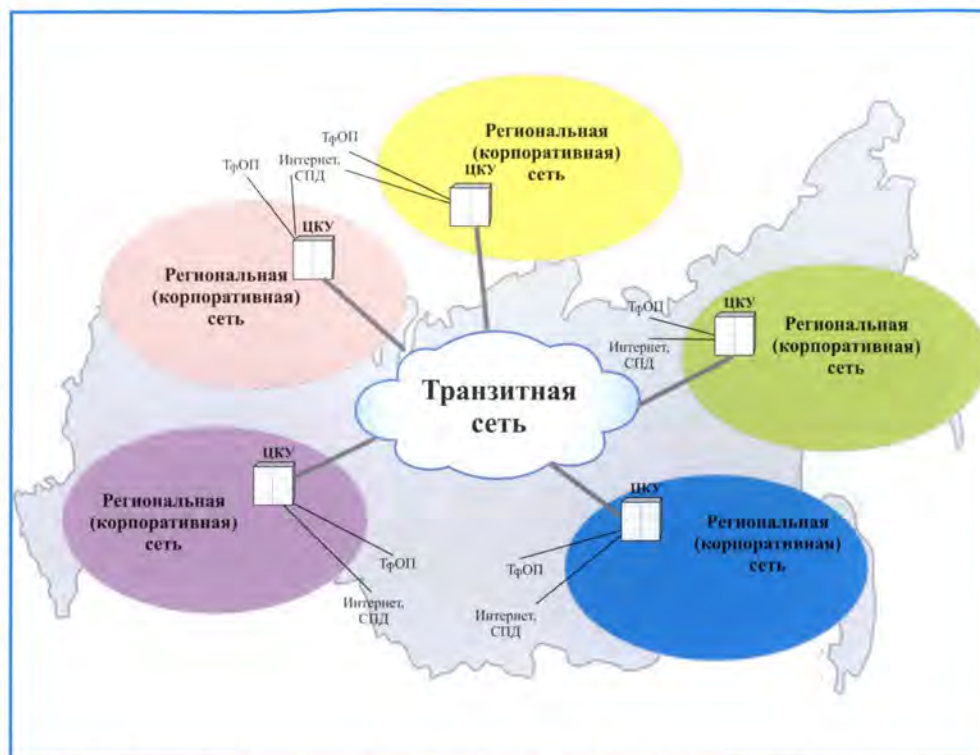 Региональная
(корпоративная)
сеть
ЦКУ
ТфОП
Интернет,
СПД
ТфОП
Интернет,
СПД
ЦКУ
Региональная
(корпоративная)
сеть
ЦКУ
ТфОП
Интернет,
СПД
Региональная
(корпоративная)
сеть
Транзитная
сеть
ЦКУ
Региональная
(корпоративная)
сеть
ТфОП
Интернет,
СПД
ЦКУ
Региональная
(корпоративная)
сеть
ТфОП
Интернет,
СПД